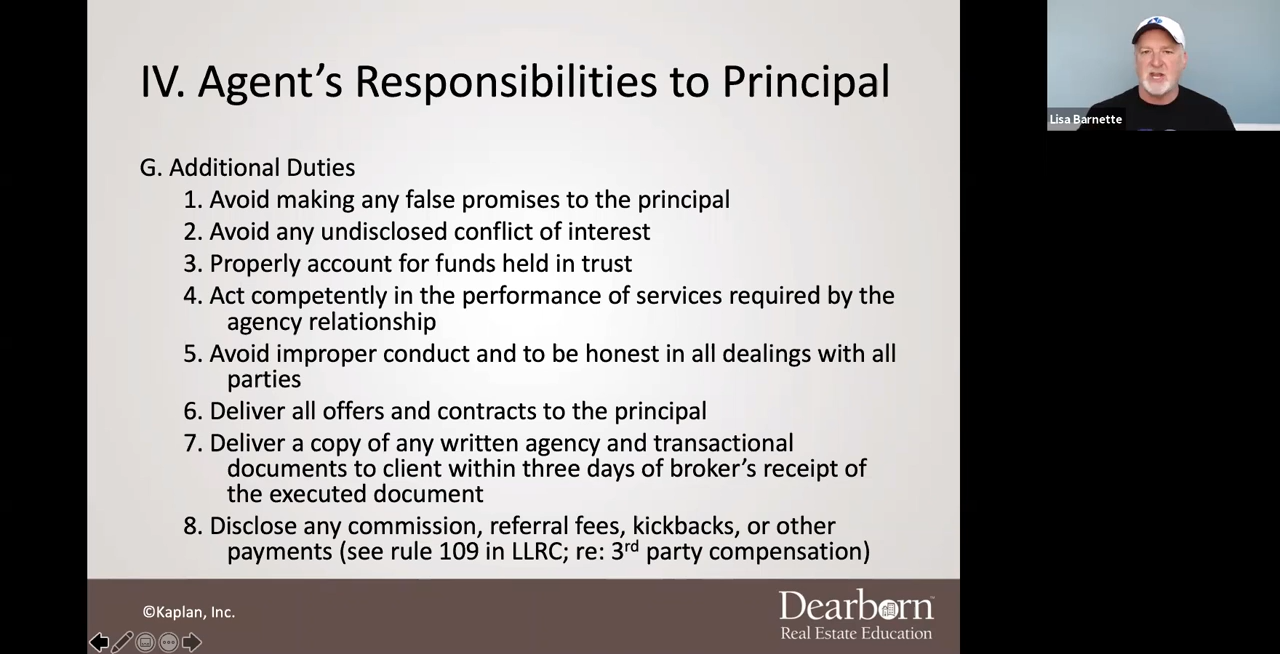 IV. Agent's Responsibilities to Principal
Lisa Barnette
G. Additional Duties
1. Avoid making any false promises to the principal
2. Avoid any undisclosed conflict of interest
3. Properly account for funds held in trust
4. Act competently in the performance of services required by the
agency relationship
5. Avoid improper conduct and to be honest in all dealings with all
parties
6. Deliver all offers and contracts to the principal
7. Deliver a copy of any written agency and transactional
documents to client within three days of broker's receipt of
the executed document
8. Disclose any commission, referral fees, kickbacks, or other
payments (see rule 109 in LLRC; re: 3rd party compensation)
©Kaplan, Inc.
Dearborn™
Real Estate Education